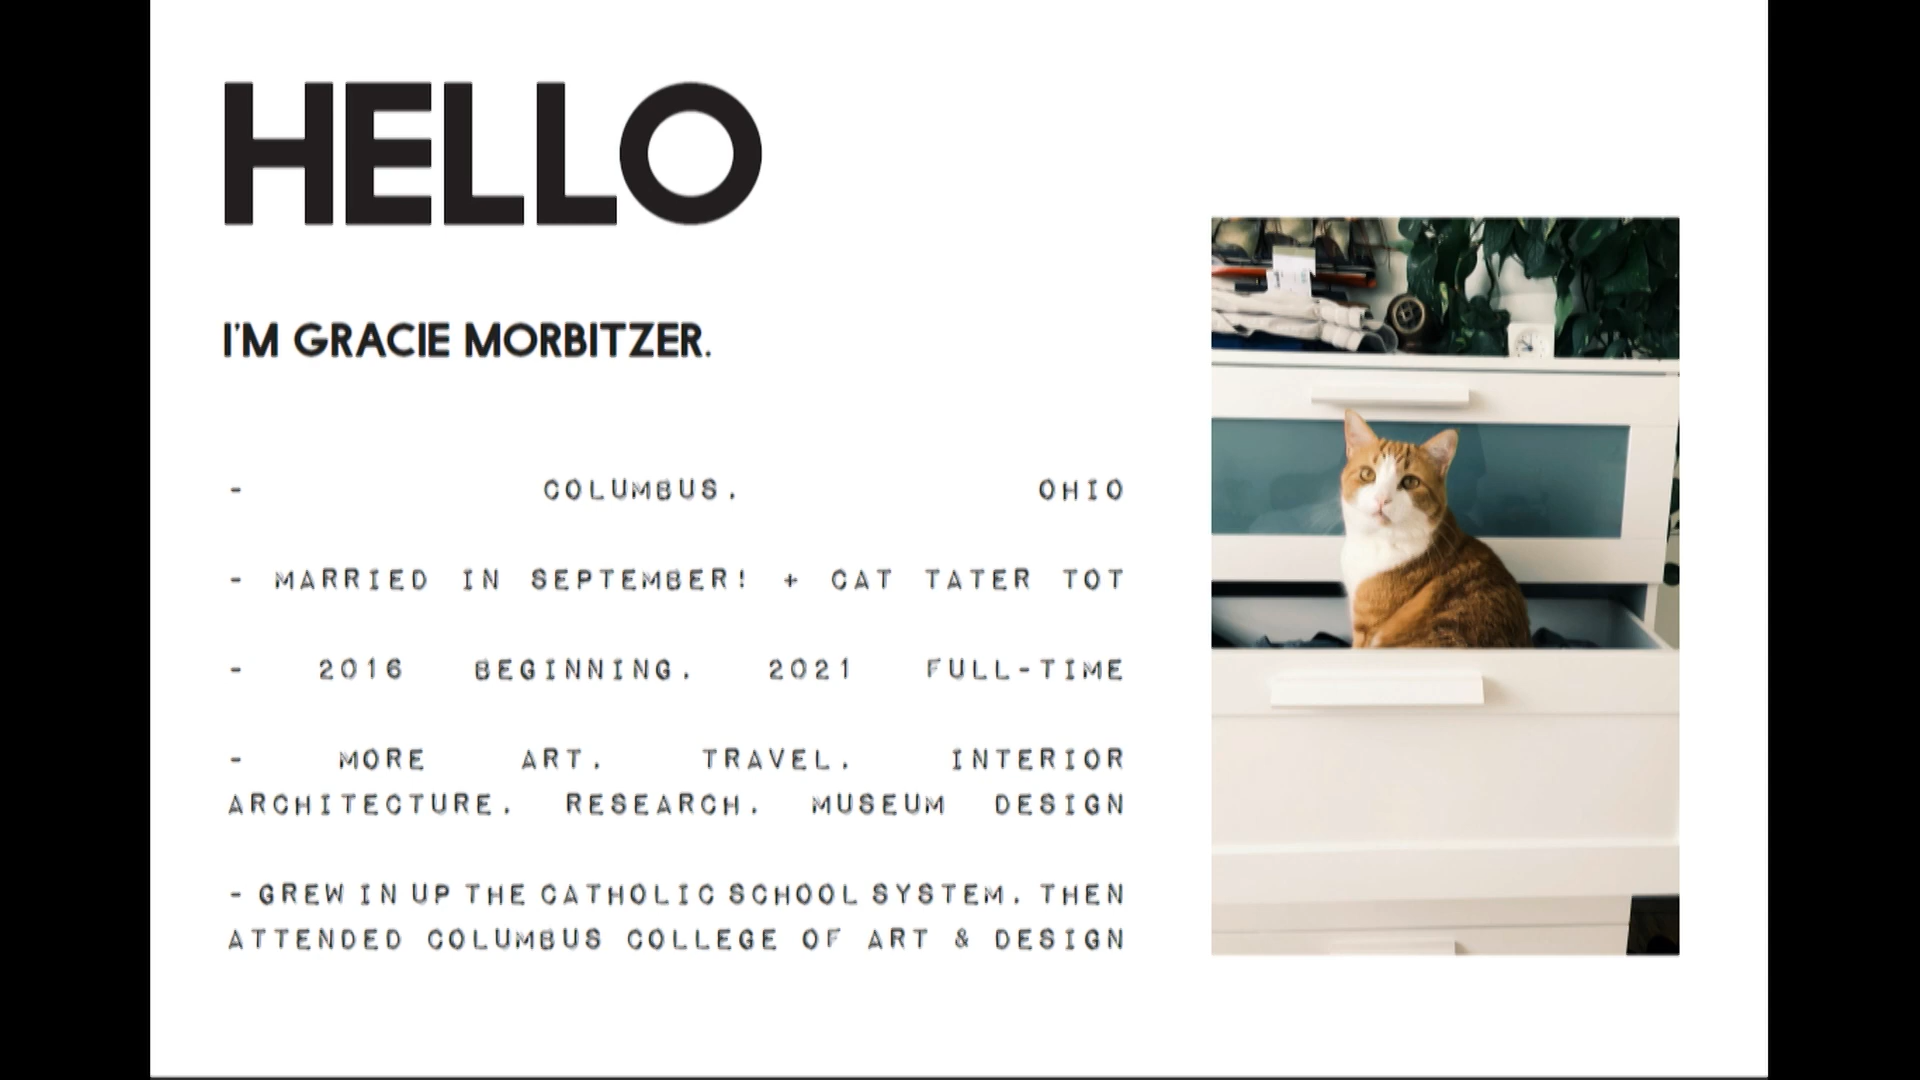 HELLO
I'M GRACIE MORBITZER.
- COLUMBUS, OHIO
- MARRIED IN SEPTEMBER! + CAT TATER TOT
- 2016 BEGINNING, 2021 FULL-TIME
- MORE ART, TRAVEL, INTERIOR
ARCHITECTURE, RESEARCH, MUSEUM DESIGN
- GREW IN UP THE CATHOLIC SCHOOL SYSTEM, THEN
ATTENDED COLUMBUS COLLEGE OF ART & DESIGN